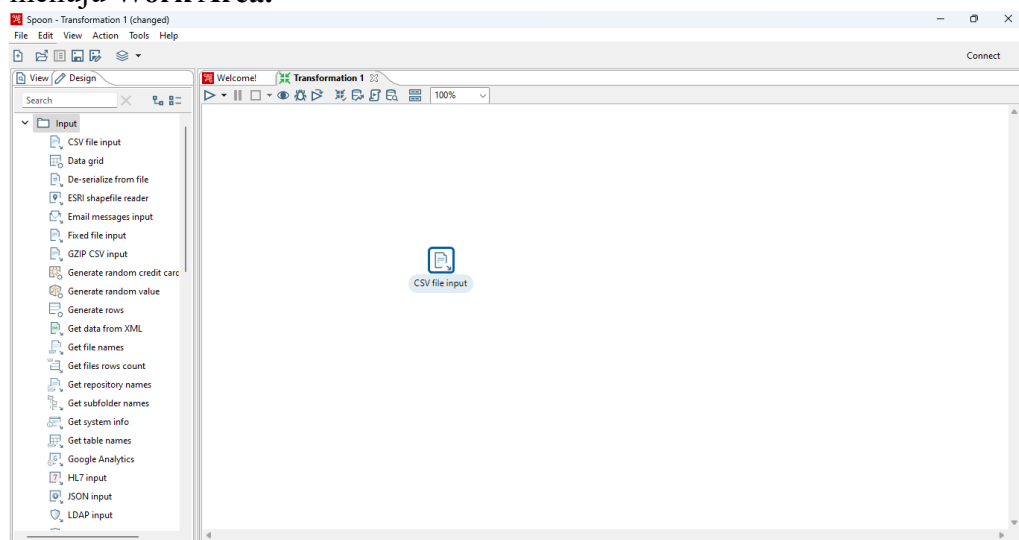 menuju Work Area.
Spoon - Transformation 1 (changed)
File Edit View Action Tools Help
Connect
View Design
Welcome! Transformation 1
Search
100%
Input
CSV file input
Data grid
De-serialize from file
ESRI shapefile reader
Email messages input
Fixed file input
GZIP CSV input
Generate random credit card
Generate random value
Generate rows
Get data from XML
Get file names
Get files rows count
Get repository names
Get subfolder names
Get system info
Get table names
Google Analytics
HL7 input
JSON input
LDAP input
CSV file input